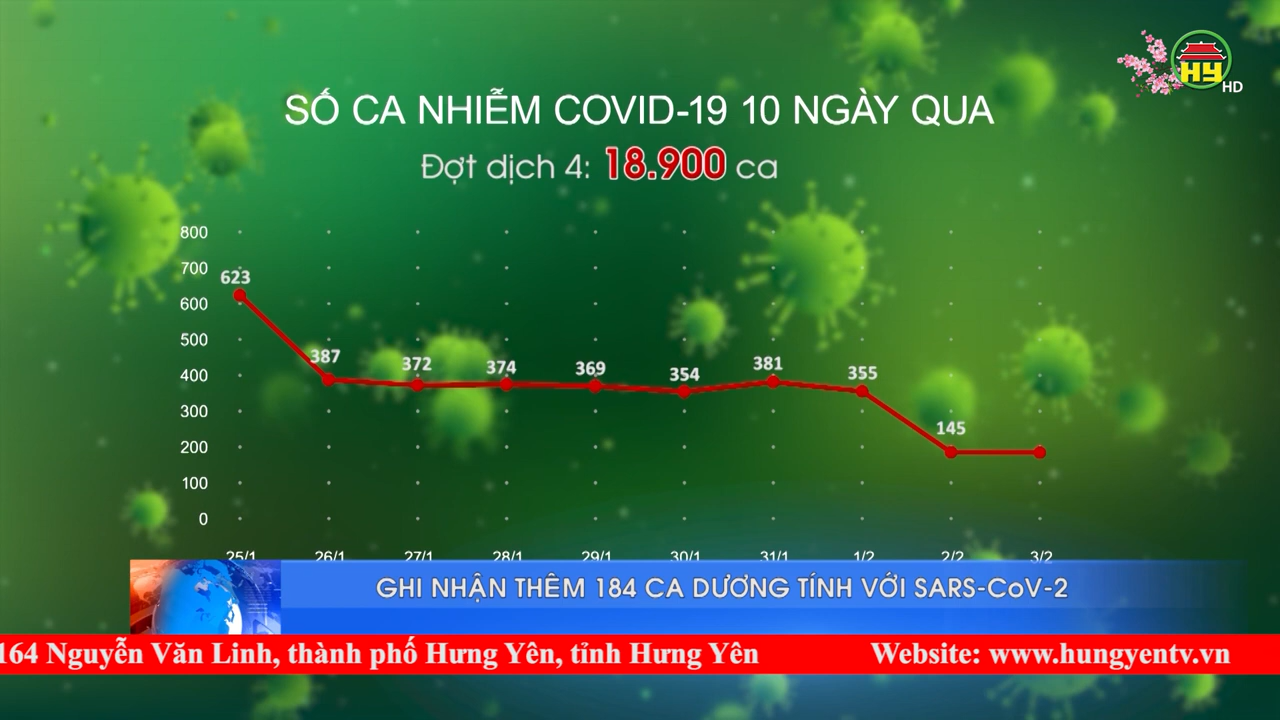 HY
HD
SỐ CA NHIỄM COVID-19 10 NGÀY QUA
Đợt dịch 4: 18.900 ca
800
700
600
500
400
300
200
100
0
623
387
372
374
369
354
381
355
145
25/1 26/1 27/1 28/1 29/1 30/1 31/1 1/2 2/2 3/2
GHI NHẬN THÊM 184 CA DƯƠNG TÍNH VỚI SARS-CoV-2
164 Nguyễn Văn Linh, thành phố Hưng Yên, tỉnh Hưng Yên Website: www.hungyentv.vn